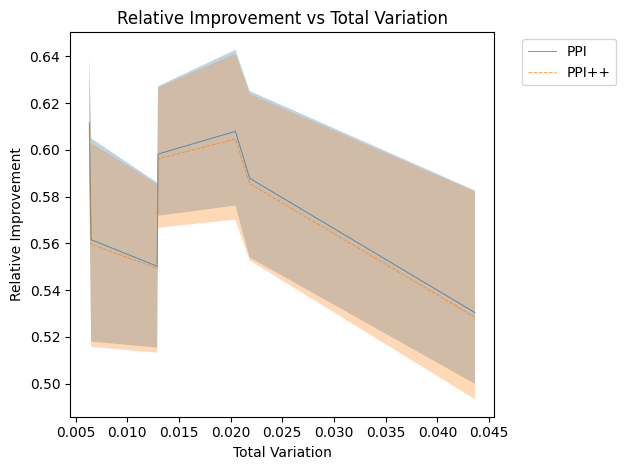 Relative Improvement vs Total Variation
PPI
PPI++
0.64
0.62
0.60
0.58
0.56
0.54
0.52
0.50
Relative Improvement
0.005 0.010 0.015 0.020 0.025 0.030 0.035 0.040 0.045
Total Variation